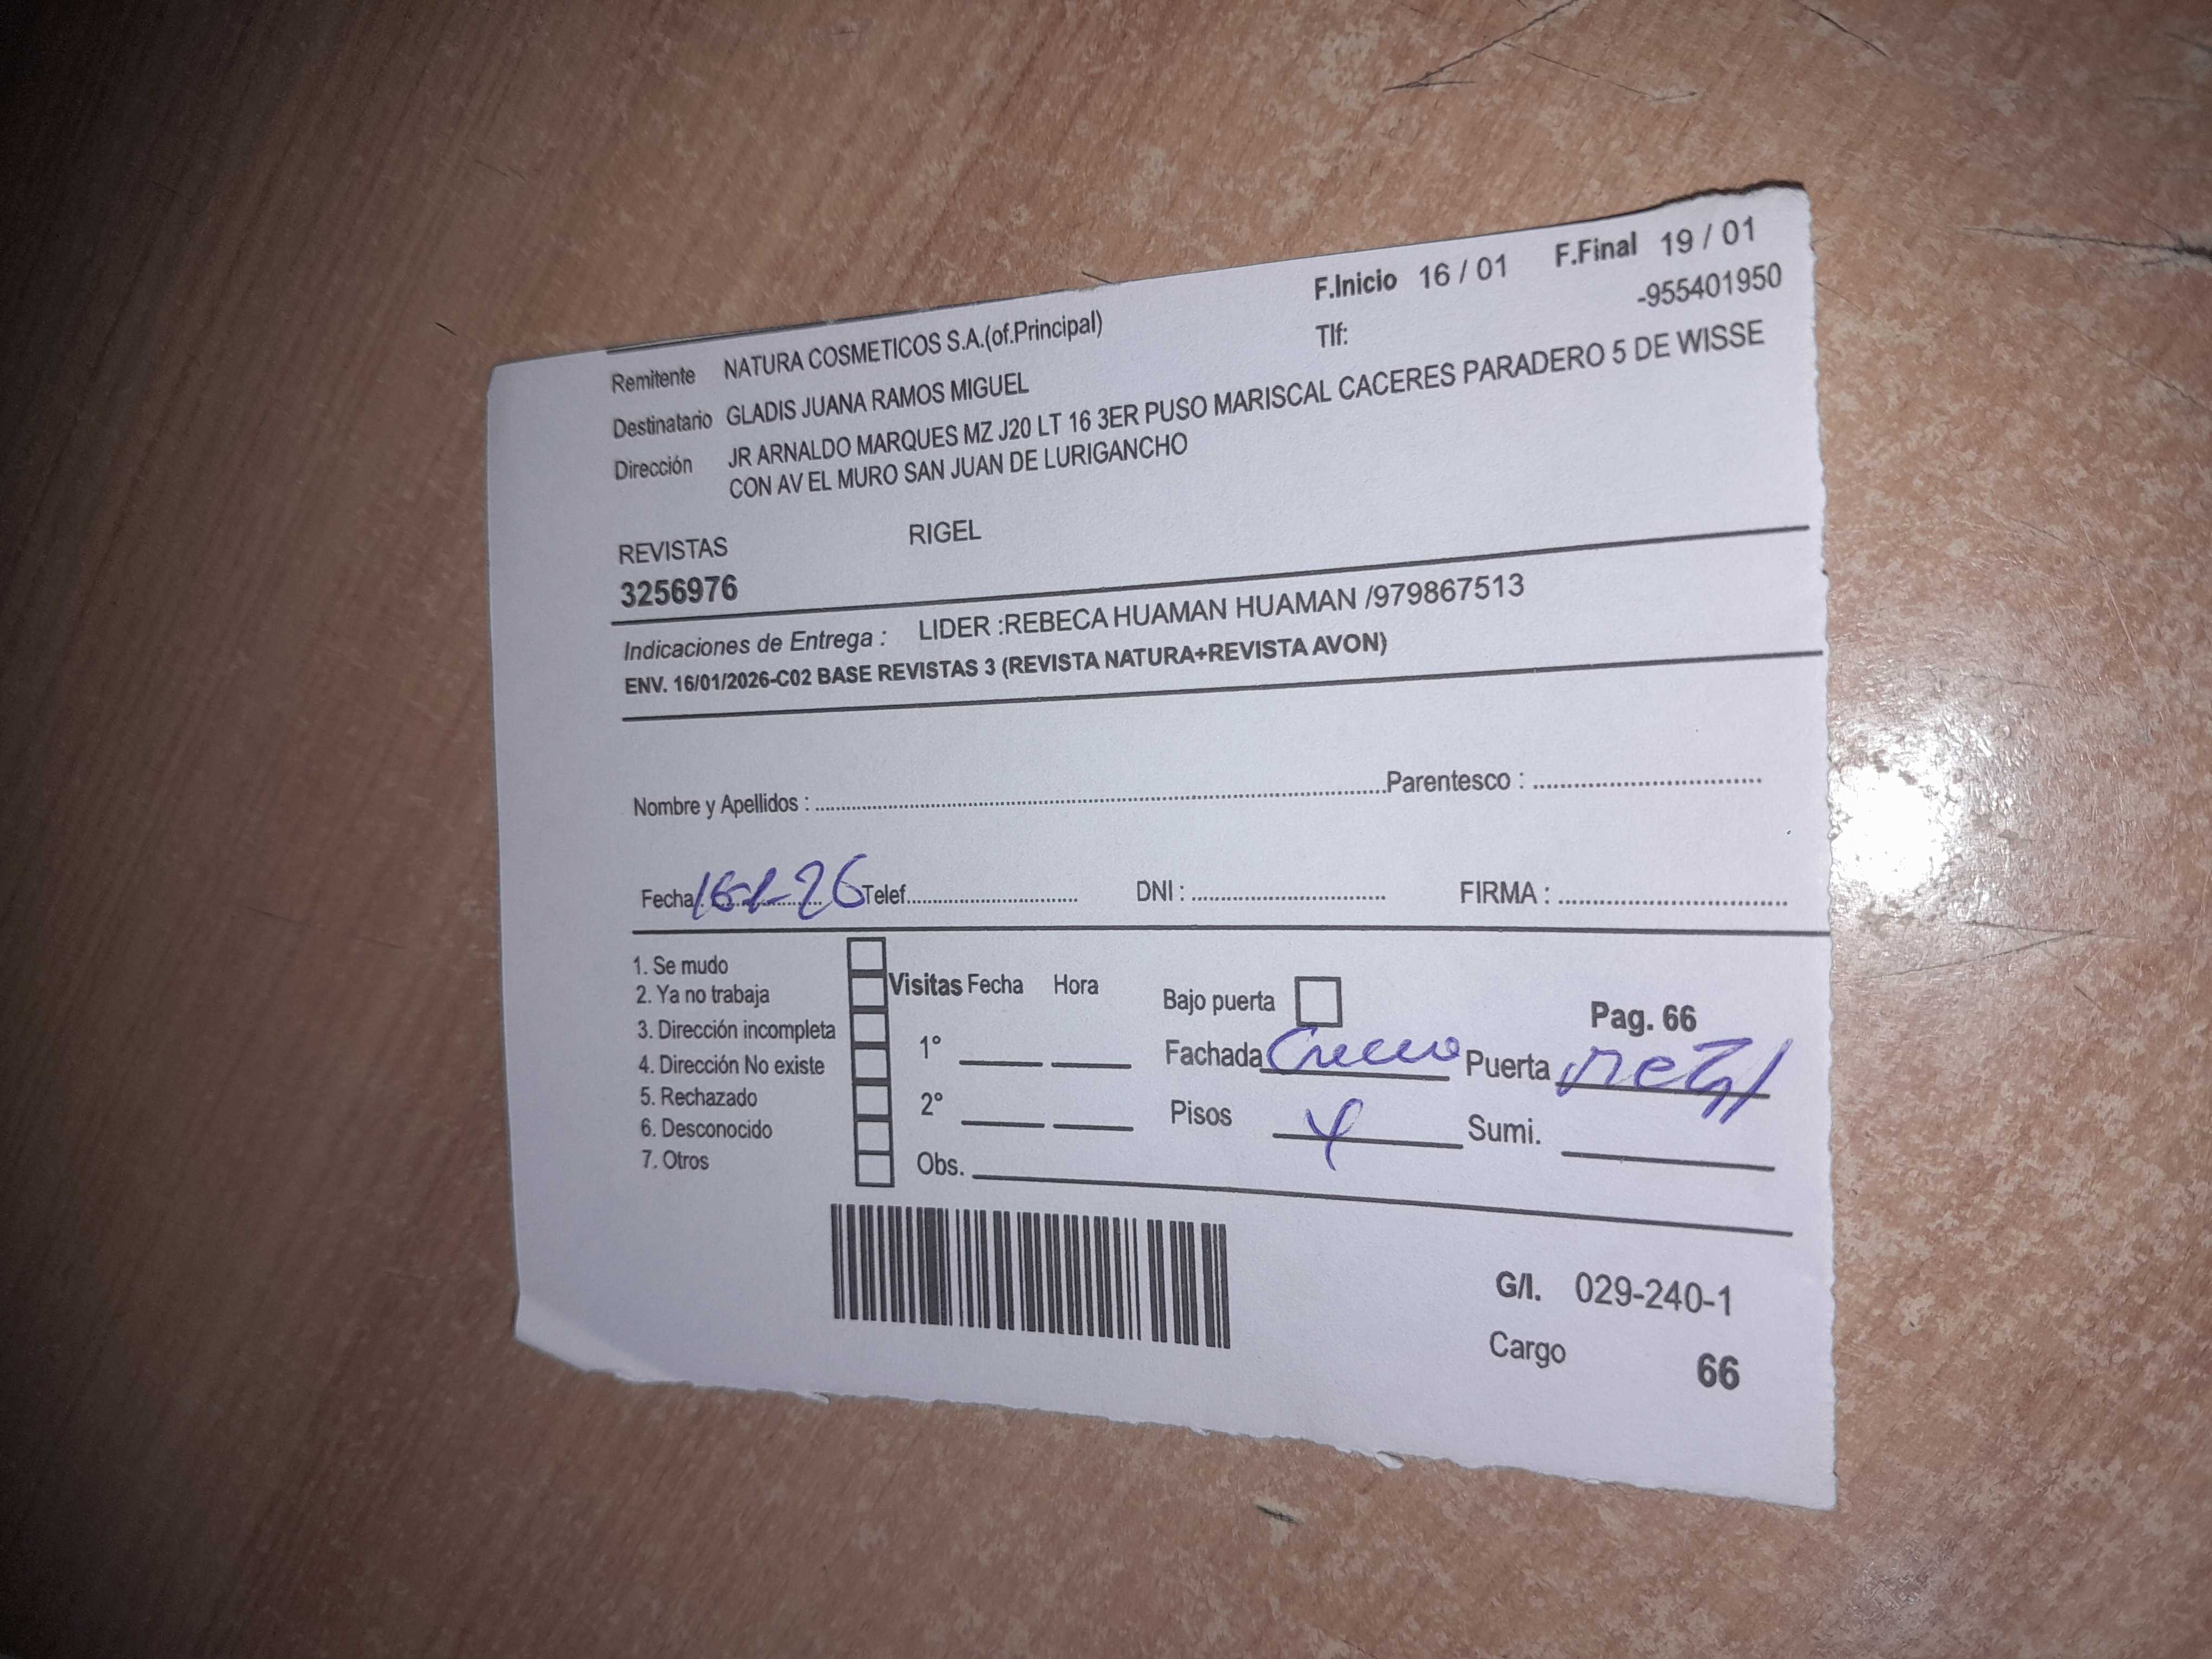 F.Inicio 16 / 01 F.Final 19 / 01
Remitente NATURA COSMETICOS S.A.(of.Principal) Tlf: -955401950
Destinatario GLADIS JUANA RAMOS MIGUEL
Dirección JR ARNALDO MARQUES MZ J20 LT 16 3ER PUSO MARISCAL CACERES PARADERO 5 DE WISSE
CON AV EL MURO SAN JUAN DE LURIGANCHO
REVISTAS RIGEL
3256976
Indicaciones de Entrega : LIDER :REBECA HUAMAN HUAMAN /979867513
ENV. 16/01/2026-C02 BASE REVISTAS 3 (REVISTA NATURA+REVISTA AVON)
Nombre y Apellidos : Parentesco :
Fecha: 16-1-26 Telef. DNI : FIRMA :
1. Se mudo
2. Ya no trabaja
3. Dirección incompleta
4. Dirección No existe
5. Rechazado
6. Desconocido
7. Otros
Visitas Fecha Hora
1°
2°
Obs.
Bajo puerta
Pag. 66
Fachada Puerta
Pisos 4 Sumi.
G/I. 029-240-1
Cargo 66